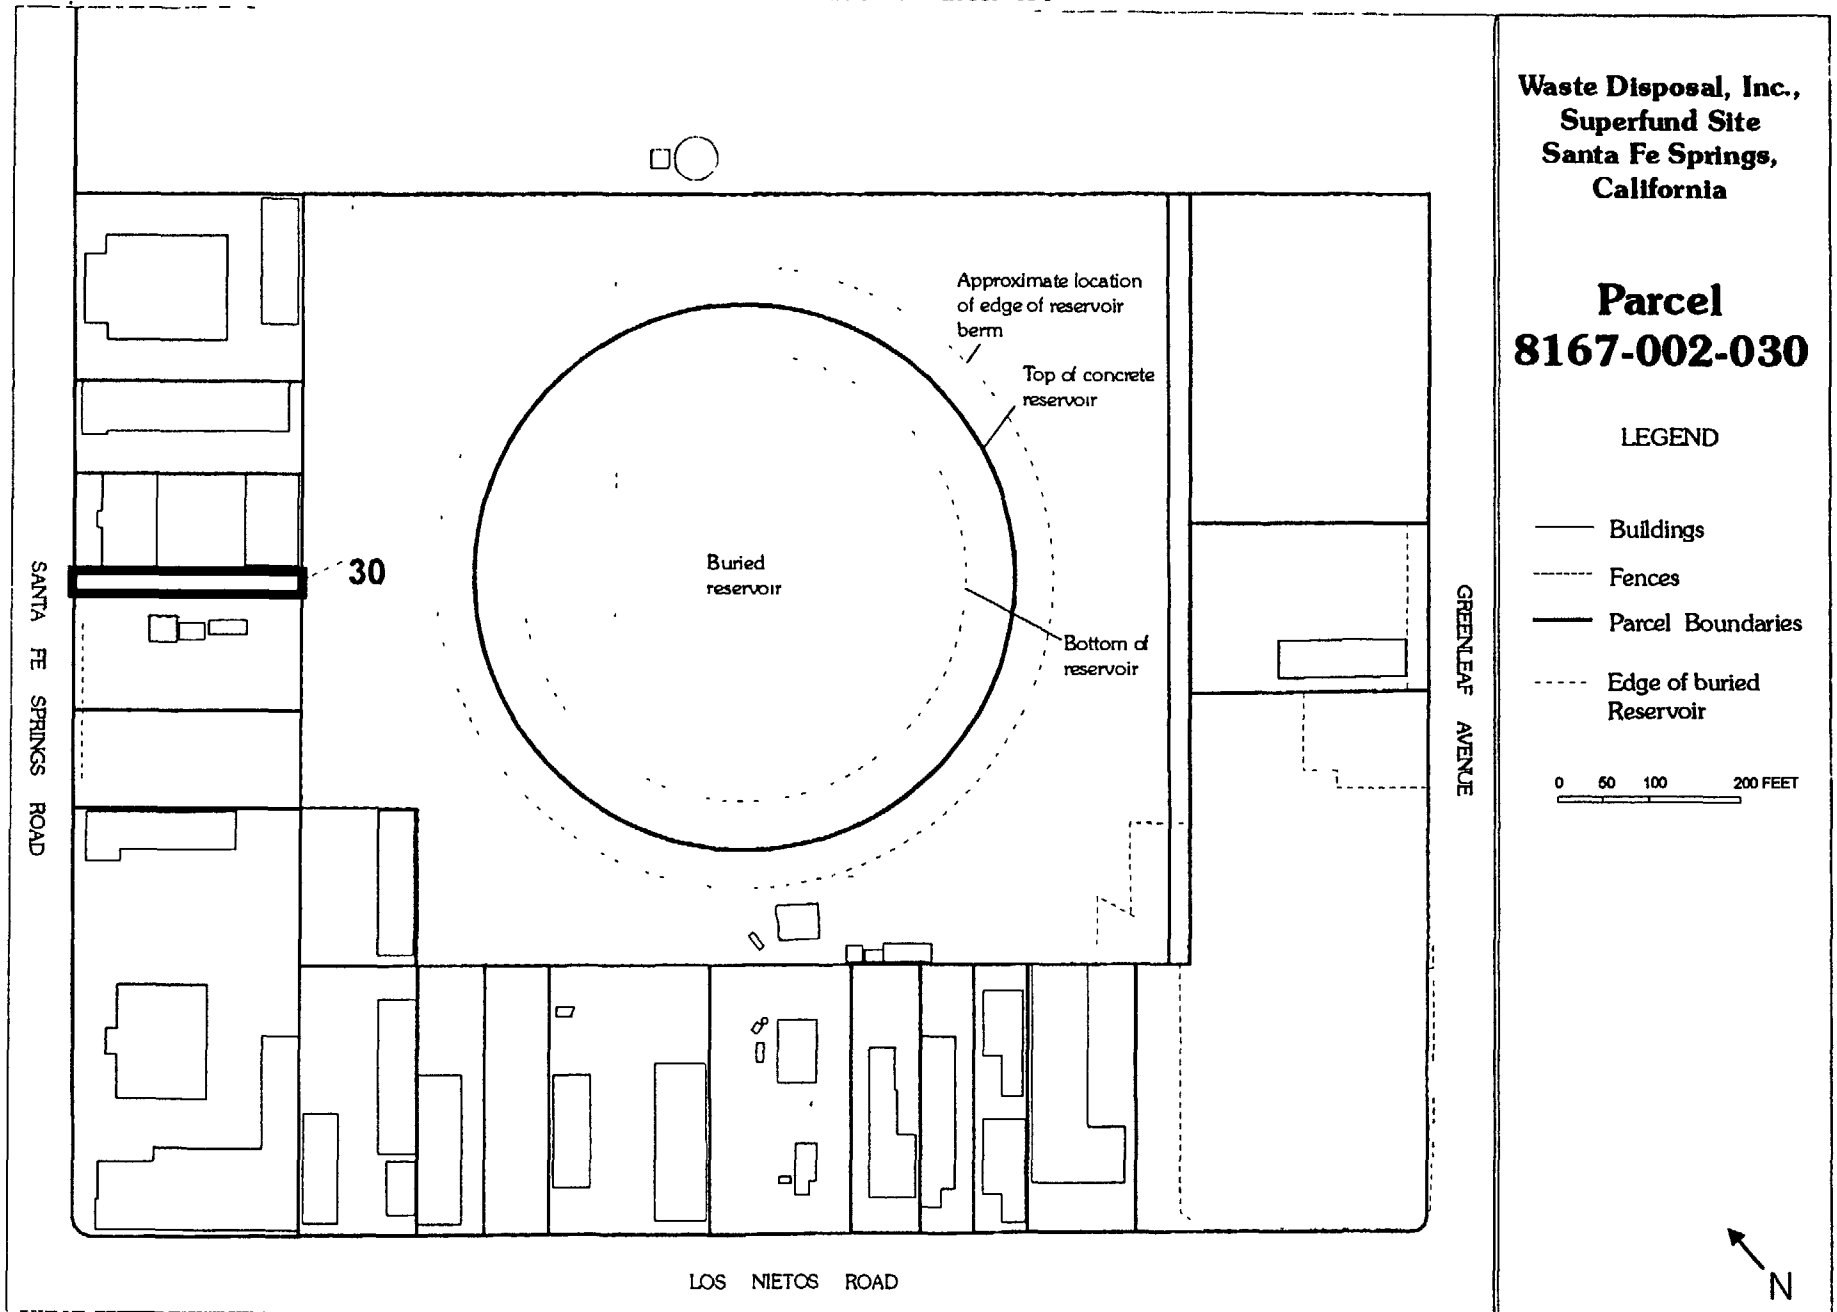 Waste Disposal, Inc.,
Superfund Site
Santa Fe Springs,
California
Parcel
8167-002-030
LEGEND
Buildings
Fences
Parcel Boundaries
Edge of buried
Reservoir
0 50 100 200 FEET
N
Approximate location
of edge of reservoir
berm
Top of concrete
reservoir
Buried
reservoir
Bottom of
reservoir
30
SANTA FE SPRINGS ROAD
GREENLEAF AVENUE
LOS NIETOS ROAD